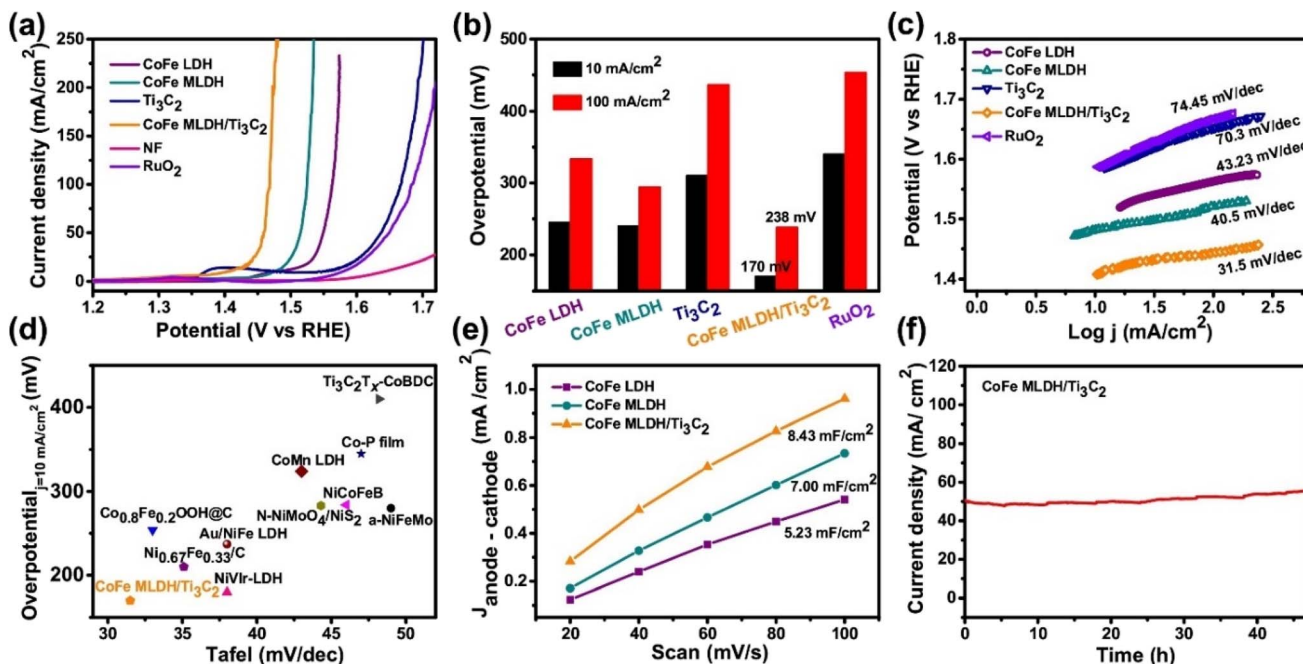 (a)
250
200
150
100
50
0
Current density (mA/cm²)
CoFe LDH
CoFe MLDH
Ti₃C₂
CoFe MLDH/Ti₃C₂
NF
RuO₂
1.2 1.3 1.4 1.5 1.6 1.7
Potential (V vs RHE)
(b)
500
400
300
200
Overpotential (mV)
10 mA/cm²
100 mA/cm²
238 mV
170 mV
CoFe LDH
CoFe MLDH
Ti₃C₂
CoFe MLDH/Ti₃C₂
RuO₂
(c)
1.8
1.7
1.6
1.5
1.4
Potential (V vs RHE)
CoFe LDH
CoFe MLDH
Ti₃C₂
CoFe MLDH/Ti₃C₂
RuO₂
74.45 mV/dec
70.3 mV/dec
43.23 mV/dec
40.5 mV/dec
31.5 mV/dec
0.0 0.5 1.0 1.5 2.0 2.5
Log j (mA/cm²)
(d)
400
300
200
Overpotential j=10 mA/cm² (mV)
Ti₃C₂Tₓ-CoBDC
Co-P film
CoMn LDH
NiCoFeB
Co₀.₈Fe₀.₂OOH@C
N-NiMoO₄/NiS₂
a-NiFeMo
Au/NiFe LDH
Ni₀.₆₇Fe₀.₃₃/C
CoFe MLDH/Ti₃C₂
NiVIr-LDH
30 35 40 45 50
Tafel (mV/dec)
(e)
1.0
0.8
0.6
0.4
0.2
J anode - cathode (mA /cm²)
CoFe LDH
CoFe MLDH
CoFe MLDH/Ti₃C₂
8.43 mF/cm²
7.00 mF/cm²
5.23 mF/cm²
20 40 60 80 100
Scan (mV/s)
(f)
120
100
80
60
40
20
0
Current density (mA/ cm²)
CoFe MLDH/Ti₃C₂
0 10 20 30 40
Time (h)